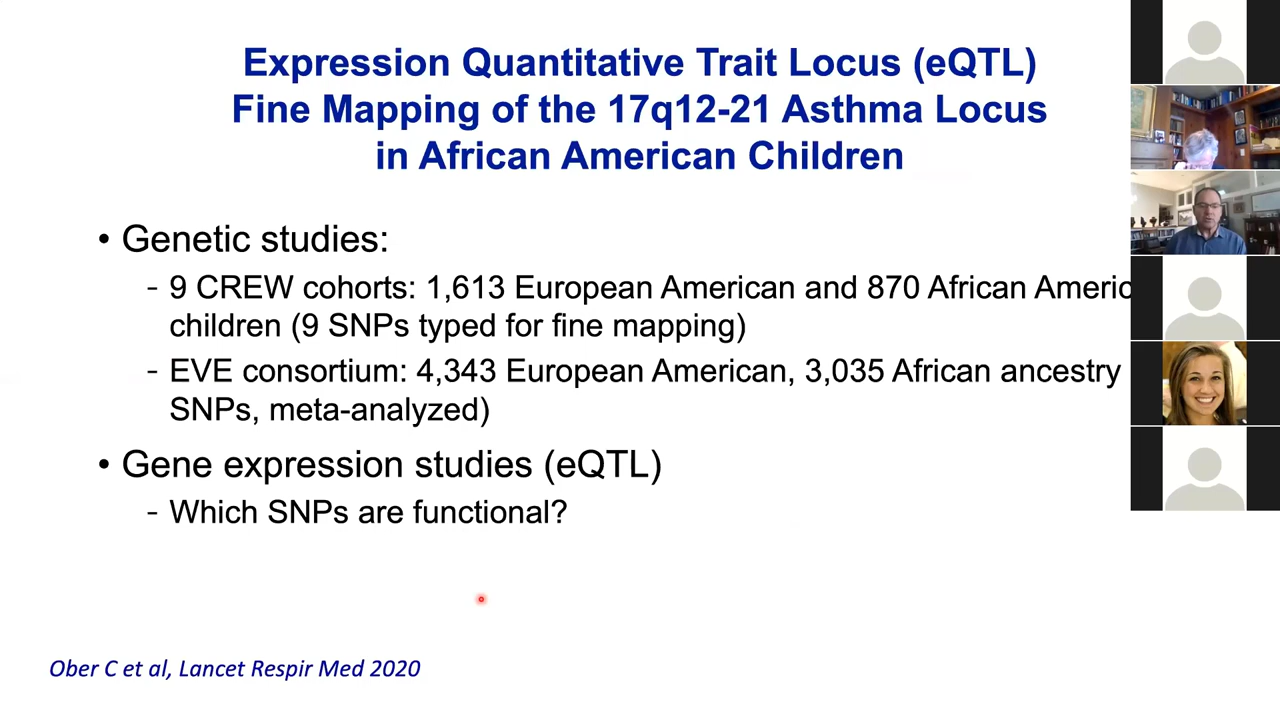 Expression Quantitative Trait Locus (eQTL)
Fine Mapping of the 17q12-21 Asthma Locus
in African American Children
• Genetic studies:
- 9 CREW cohorts: 1,613 European American and 870 African Americ
children (9 SNPs typed for fine mapping)
- EVE consortium: 4,343 European American, 3,035 African ancestry
SNPs, meta-analyzed)
• Gene expression studies (eQTL)
- Which SNPs are functional?
Ober C et al, Lancet Respir Med 2020